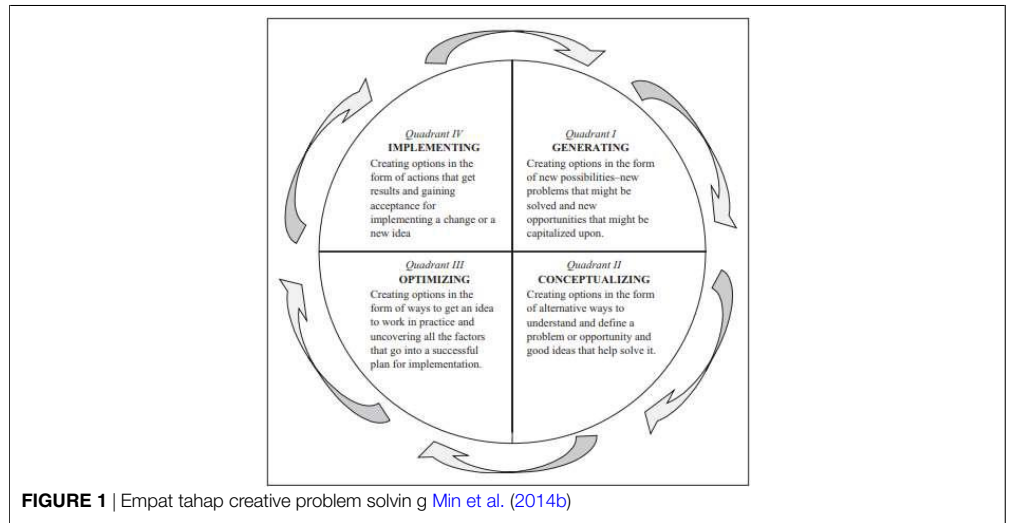 Quadrant IV
IMPLEMENTING
Creating options in the
form of actions that get
results and gaining
acceptance for
implementing a change or a
new idea
Quadrant I
GENERATING
Creating options in the form
of new possibilities–new
problems that might be
solved and new
opportunities that might be
capitalized upon.
Quadrant III
OPTIMIZING
Creating options in the
form of ways to get an idea
to work in practice and
uncovering all the factors
that go into a successful
plan for implementation.
Quadrant II
CONCEPTUALIZING
Creating options in the form
of alternative ways to
understand and define a
problem or opportunity and
good ideas that help solve it.
FIGURE 1 | Empat tahap creative problem solvin g Min et al. (2014b)